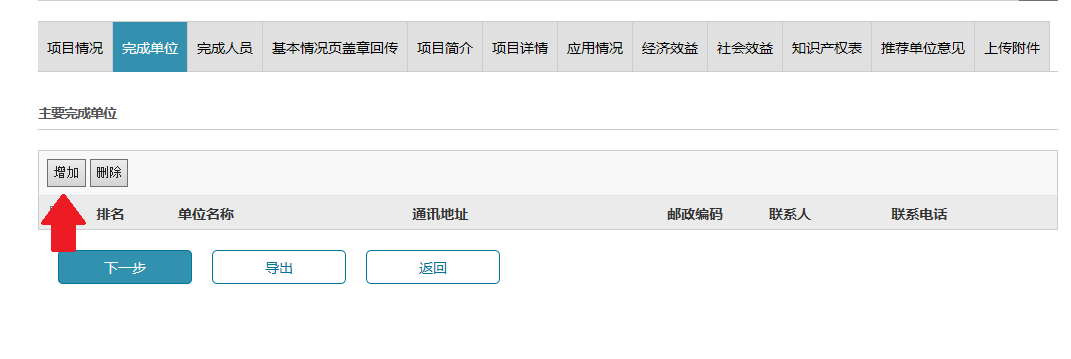 项目情况 完成单位 完成人员 基本情况页盖章回传 项目简介 项目详情 应用情况 经济效益 社会效益 知识产权表 推荐单位意见 上传附件
主要完成单位
增加 删除
排名 单位名称 通讯地址 邮政编码 联系人 联系电话
下一步 导出 返回